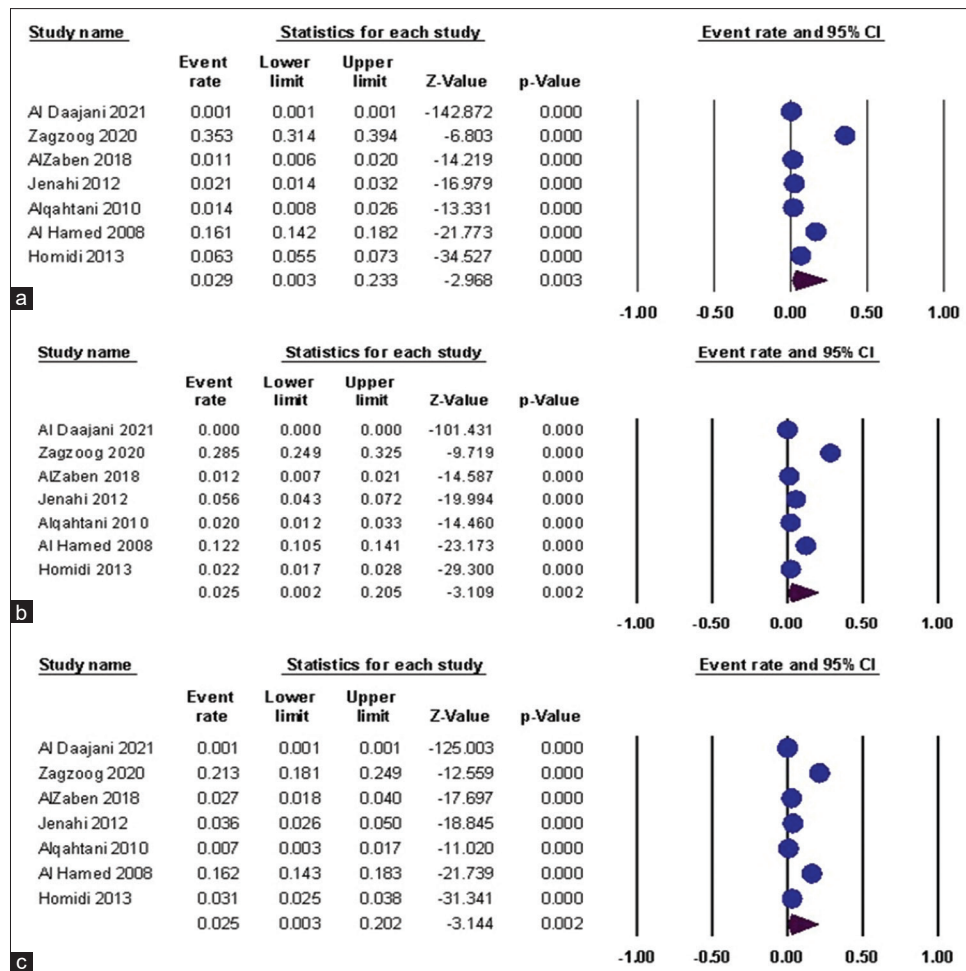 Study name Statistics for each study Event rate and 95% CI
Event rate Lower limit Upper limit Z-Value p-Value
Al Daajani 2021 0.001 0.001 0.001 -142.872 0.000
Zagzoog 2020 0.353 0.314 0.394 -6.803 0.000
AlZaben 2018 0.011 0.006 0.020 -14.219 0.000
Jenahi 2012 0.021 0.014 0.032 -16.979 0.000
Alqahtani 2010 0.014 0.008 0.026 -13.331 0.000
Al Hamed 2008 0.161 0.142 0.182 -21.773 0.000
Homidi 2013 0.063 0.055 0.073 -34.527 0.000
0.029 0.003 0.233 -2.968 0.003
-1.00 -0.50 0.00 0.50 1.00
a
Study name Statistics for each study Event rate and 95% CI
Event rate Lower limit Upper limit Z-Value p-Value
Al Daajani 2021 0.000 0.000 0.000 -101.431 0.000
Zagzoog 2020 0.285 0.249 0.325 -9.719 0.000
AlZaben 2018 0.012 0.007 0.021 -14.587 0.000
Jenahi 2012 0.056 0.043 0.072 -19.994 0.000
Alqahtani 2010 0.020 0.012 0.033 -14.460 0.000
Al Hamed 2008 0.122 0.105 0.141 -23.173 0.000
Homidi 2013 0.022 0.017 0.028 -29.300 0.000
0.025 0.002 0.205 -3.109 0.002
-1.00 -0.50 0.00 0.50 1.00
b
Study name Statistics for each study Event rate and 95% CI
Event rate Lower limit Upper limit Z-Value p-Value
Al Daajani 2021 0.001 0.001 0.001 -125.003 0.000
Zagzoog 2020 0.213 0.181 0.249 -12.559 0.000
AlZaben 2018 0.027 0.018 0.040 -17.697 0.000
Jenahi 2012 0.036 0.026 0.050 -18.845 0.000
Alqahtani 2010 0.007 0.003 0.017 -11.020 0.000
Al Hamed 2008 0.162 0.143 0.183 -21.739 0.000
Homidi 2013 0.031 0.025 0.038 -31.341 0.000
0.025 0.003 0.202 -3.144 0.002
-1.00 -0.50 0.00 0.50 1.00
c